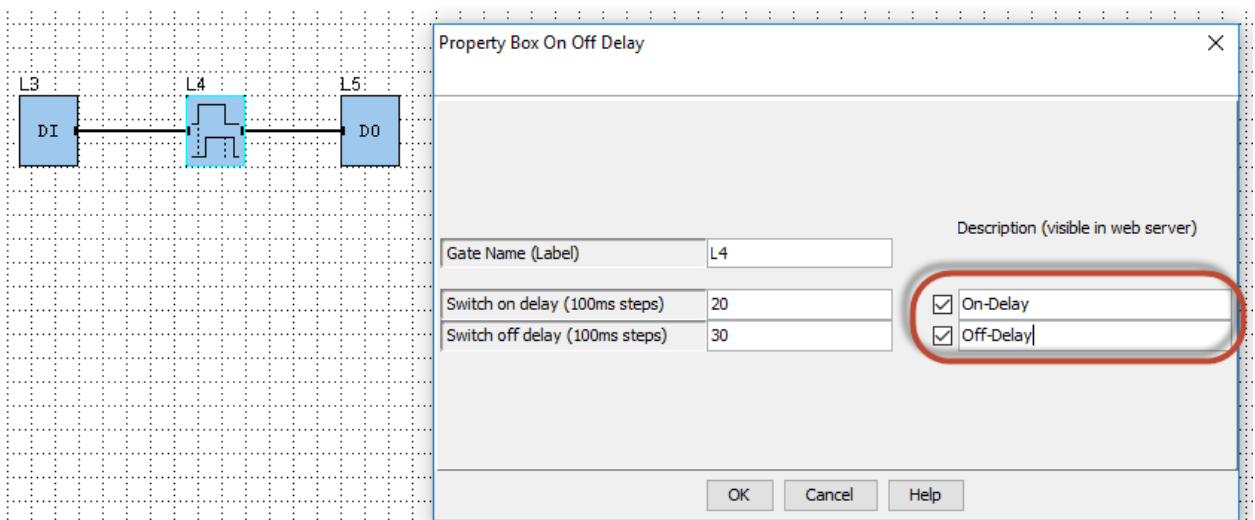 Property Box On Off Delay
L3 L4 L5
DI DO
Description (visible in web server)
Gate Name (Label) L4
Switch on delay (100ms steps) 20 On-Delay
Switch off delay (100ms steps) 30 Off-Delay
OK Cancel Help